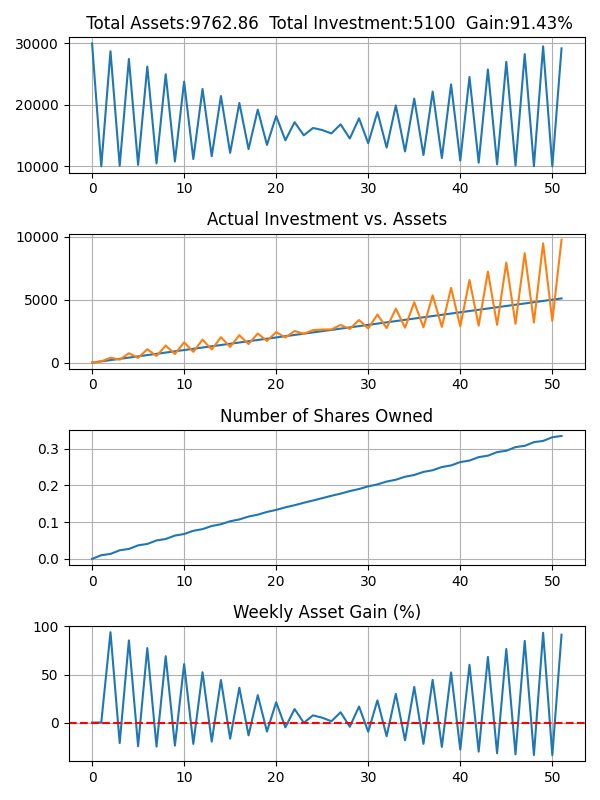 Total Assets:9762.86  Total Investment:5100  Gain:91.43%
30000
20000
10000
0 10 20 30 40 50
Actual Investment vs. Assets
10000
5000
0
0 10 20 30 40 50
Number of Shares Owned
0.3
0.2
0.1
0.0
0 10 20 30 40 50
Weekly Asset Gain (%)
100
50
0
0 10 20 30 40 50